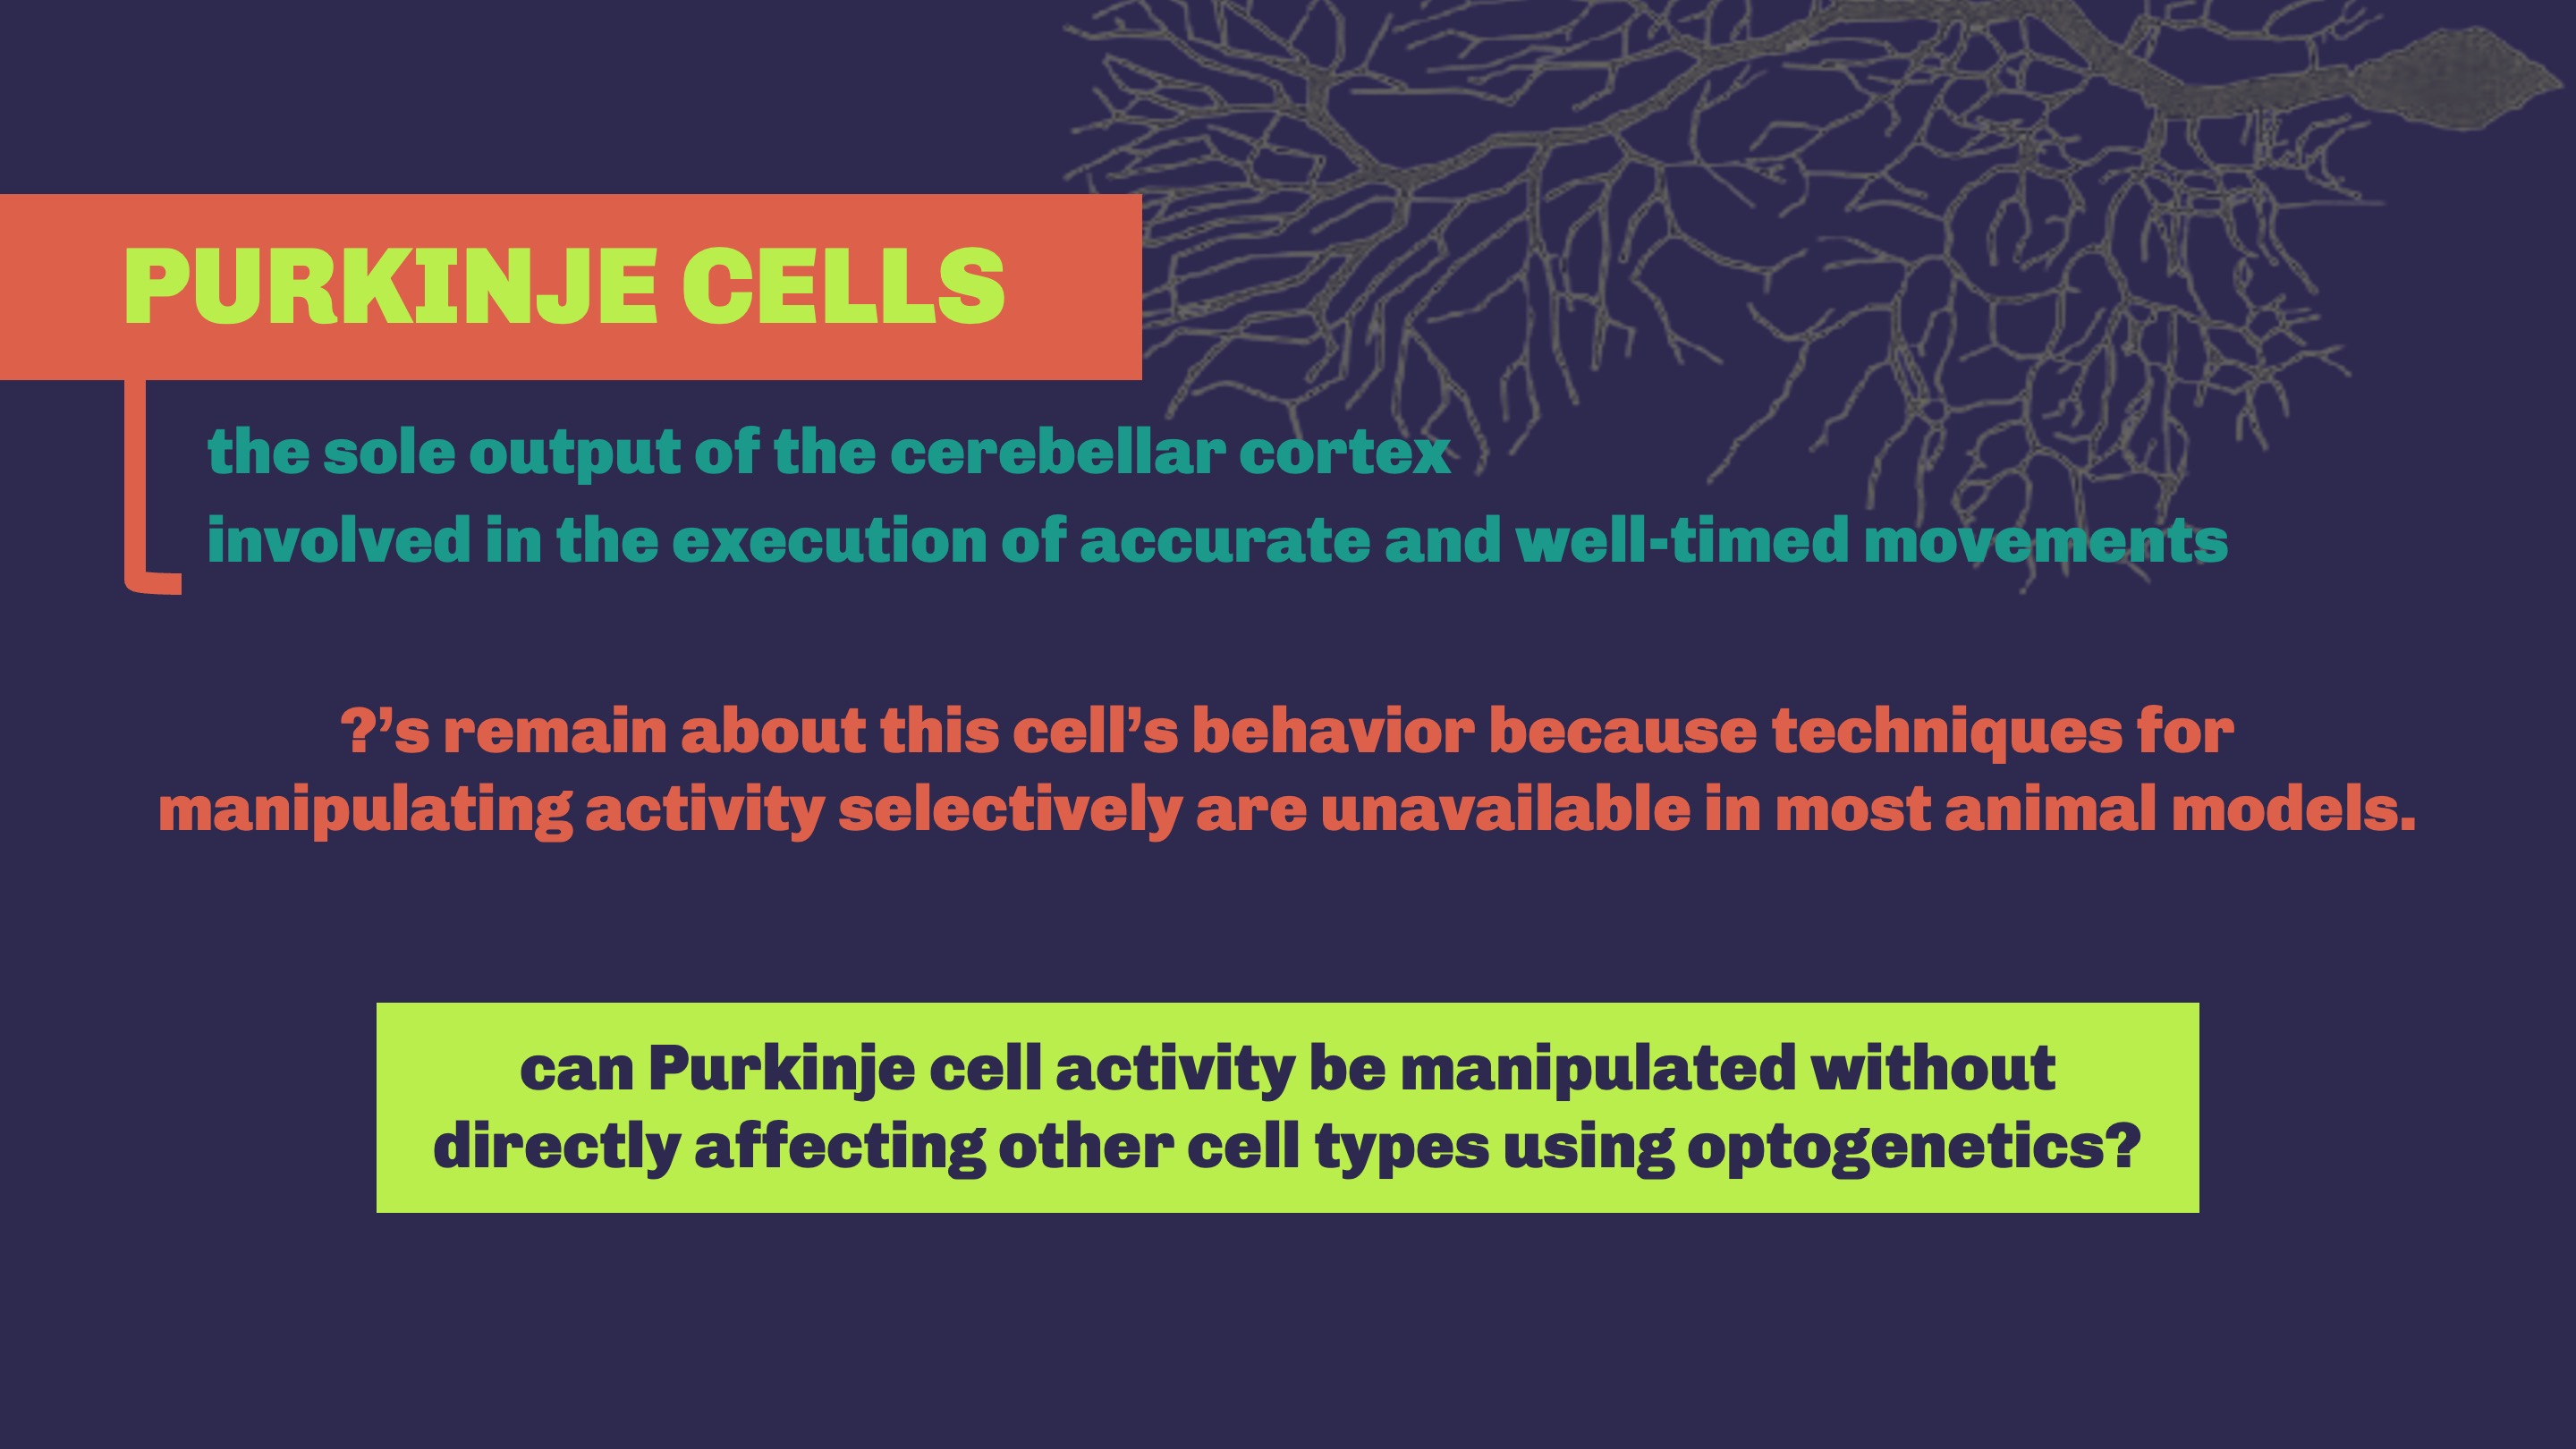 PURKINJE CELLS
the sole output of the cerebellar cortex
involved in the execution of accurate and well-timed movements
?’s remain about this cell’s behavior because techniques for
manipulating activity selectively are unavailable in most animal models.
can Purkinje cell activity be manipulated without
directly affecting other cell types using optogenetics?